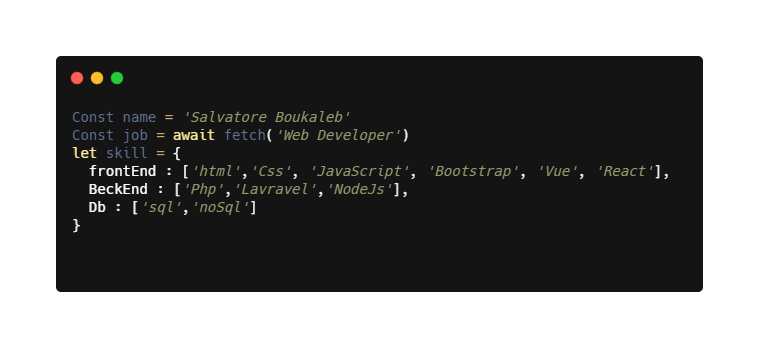 Const name = 'Salvatore Boukaleb'
Const job = await fetch('Web Developer')
let skill = {
  frontEnd : ['html','Css', 'JavaScript', 'Bootstrap', 'Vue', 'React'],
  BeckEnd : ['Php','Lavravel','NodeJs'],
  Db : ['sql','noSql']
}